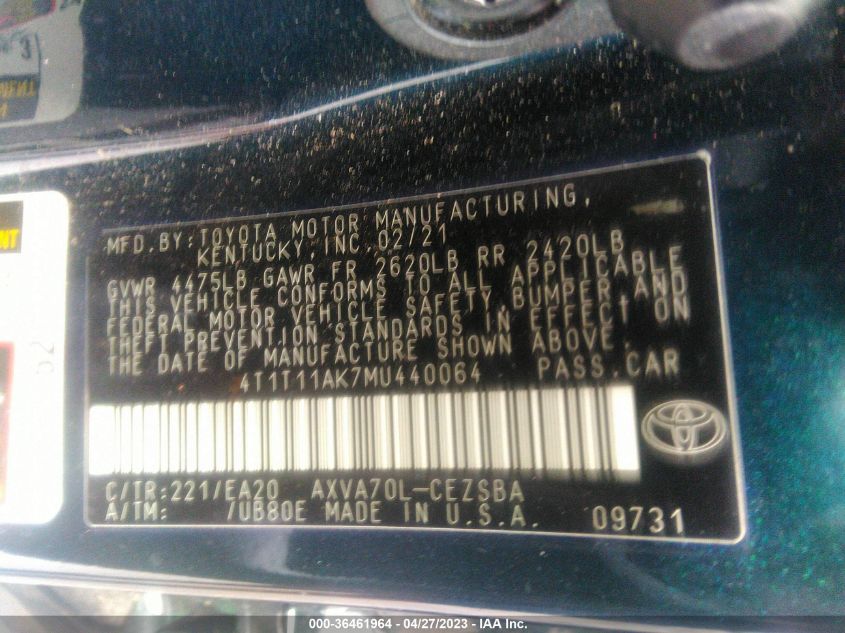 MFD.BY:TOYOTA MOTOR MANUFACTURING,
KENTUCKY,INC.02/21
GVWR 4475LB GAWR FR 2620LB RR 2420LB
THIS VEHICLE CONFORMS TO ALL APPLICABLE
FEDERAL MOTOR VEHICLE SAFETY,BUMPER AND
THEFT PREVENTION STANDARDS IN EFFECT ON
THE DATE OF MANUFACTURE SHOWN ABOVE.
4T1T11AK7MU440064 PASS.CAR
C/TR:221/EA20 AXVA70L-CEZSBA
A/TM: /UB80E MADE IN U.S.A. 09731
000-36461964 - 04/27/2023 - IAA Inc.